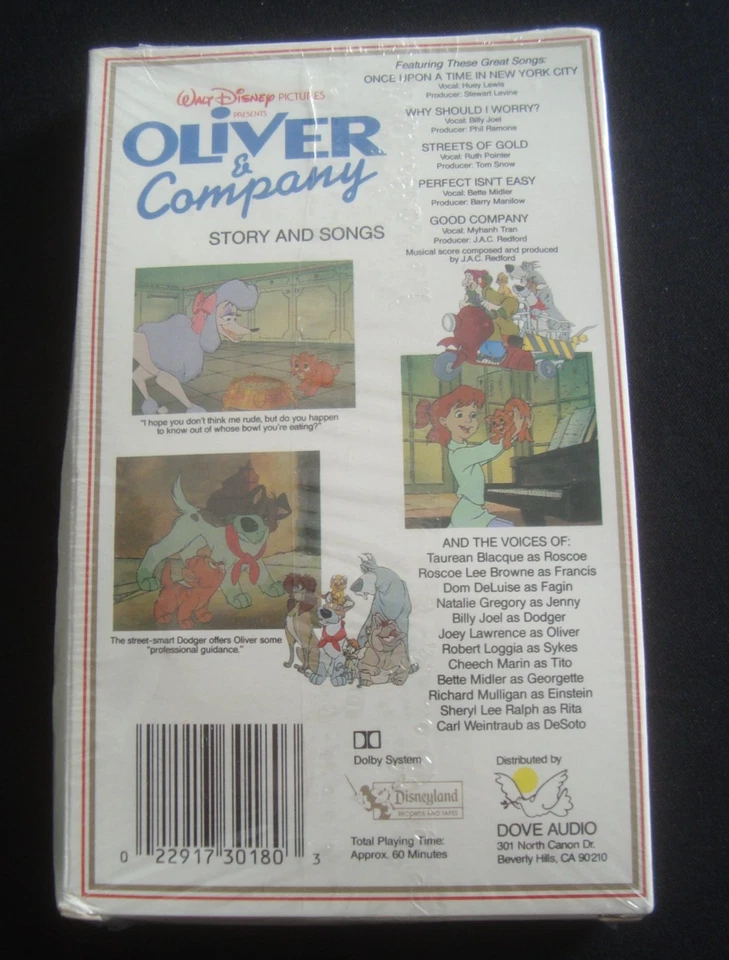 Walt Disney PICTURES
PRESENTS
OLIVER
&
Company
STORY AND SONGS
Featuring These Great Songs:
ONCE UPON A TIME IN NEW YORK CITY
Vocal: Huey Lewis
Producer: Stewart Levine
WHY SHOULD I WORRY?
Vocal: Billy Joel
Producer: Phil Ramone
STREETS OF GOLD
Vocal: Ruth Pointer
Producer: Tom Snow
PERFECT ISN'T EASY
Vocal: Bette Midler
Producer: Barry Manilow
GOOD COMPANY
Vocal: Myhanh Tran
Producer: J.A.C. Redford
Musical score composed and produced
by J.A.C. Redford
"I hope you don't think me rude, but do you happen
to know out of whose bowl you're eating?"
The street-smart Dodger offers Oliver some
"professional guidance."
AND THE VOICES OF:
Taurean Blacque as Roscoe
Roscoe Lee Browne as Francis
Dom DeLuise as Fagin
Natalie Gregory as Jenny
Billy Joel as Dodger
Joey Lawrence as Oliver
Robert Loggia as Sykes
Cheech Marin as Tito
Bette Midler as Georgette
Richard Mulligan as Einstein
Sheryl Lee Ralph as Rita
Carl Weintraub as DeSoto
0 22917 30180 3
Dolby System
Disneyland
RECORDS AND TAPES
Total Playing Time:
Approx. 60 Minutes
Distributed by
DOVE AUDIO
301 North Canon Dr.
Beverly Hills, CA 90210